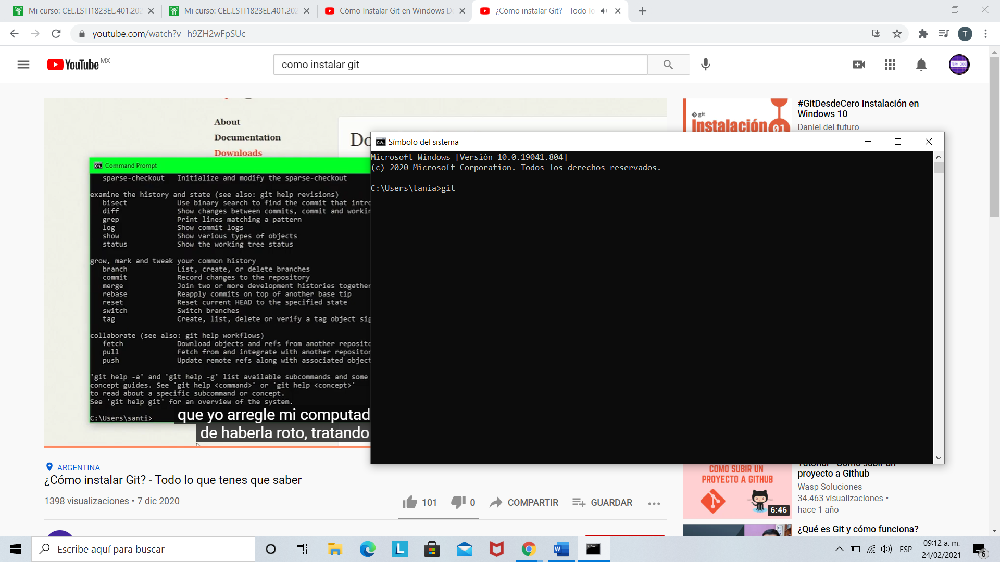 Mi curso: CEL.LSTI1823EL.401.202
Mi curso: CEL.LSTI1823EL.401.202
Cómo Instalar Git en Windows De
¿Cómo instalar Git? - Todo lo
youtube.com/watch?v=h9ZH2wFpSUc
T
YouTube MX
como instalar git
About
Documentation
Downloads
Do
Command Prompt
sparse-checkout Initialize and modify the sparse-checkout
examine the history and state (see also: git help revisions)
bisect Use binary search to find the commit that intro
diff Show changes between commits, commit and workin
grep Print lines matching a pattern
log Show commit logs
show Show various types of objects
status Show the working tree status
grow, mark and tweak your common history
branch List, create, or delete branches
commit Record changes to the repository
merge Join two or more development histories together
rebase Reapply commits on top of another base tip
reset Reset current HEAD to the specified state
switch Switch branches
tag Create, list, delete or verify a tag object sig
collaborate (see also: git help workflows)
fetch Download objects and refs from another reposito
pull Fetch from and integrate with another repositor
push Update remote refs along with associated object
'git help -a' and 'git help -g' list available subcommands and some
concept guides. See 'git help <command>' or 'git help <concept>'
to read about a specific subcommand or concept.
See 'git help git' for an overview of the system.
C:\Users\santi>
que yo arregle mi computad
de haberla roto, tratando
Símbolo del sistema
Microsoft Windows [Versión 10.0.19041.804]
(c) 2020 Microsoft Corporation. Todos los derechos reservados.
C:\Users\tania>git
git
Instalación
01
#GitDesdeCero Instalación en
Windows 10
Daniel del futuro
ARGENTINA
¿Cómo instalar Git? - Todo lo que tenes que saber
1398 visualizaciones • 7 dic 2020
101
0
COMPARTIR
GUARDAR
COMO SUBIR UN
PROYECTO A GITHUB
6:46
Tutorial - Como subir un
proyecto a Github
Wasp Soluciones
34.463 visualizaciones •
hace 1 año
¿Qué es Git y cómo funciona?
Escribe aquí para buscar
L
W
ESP
09:12 a. m.
24/02/2021
6